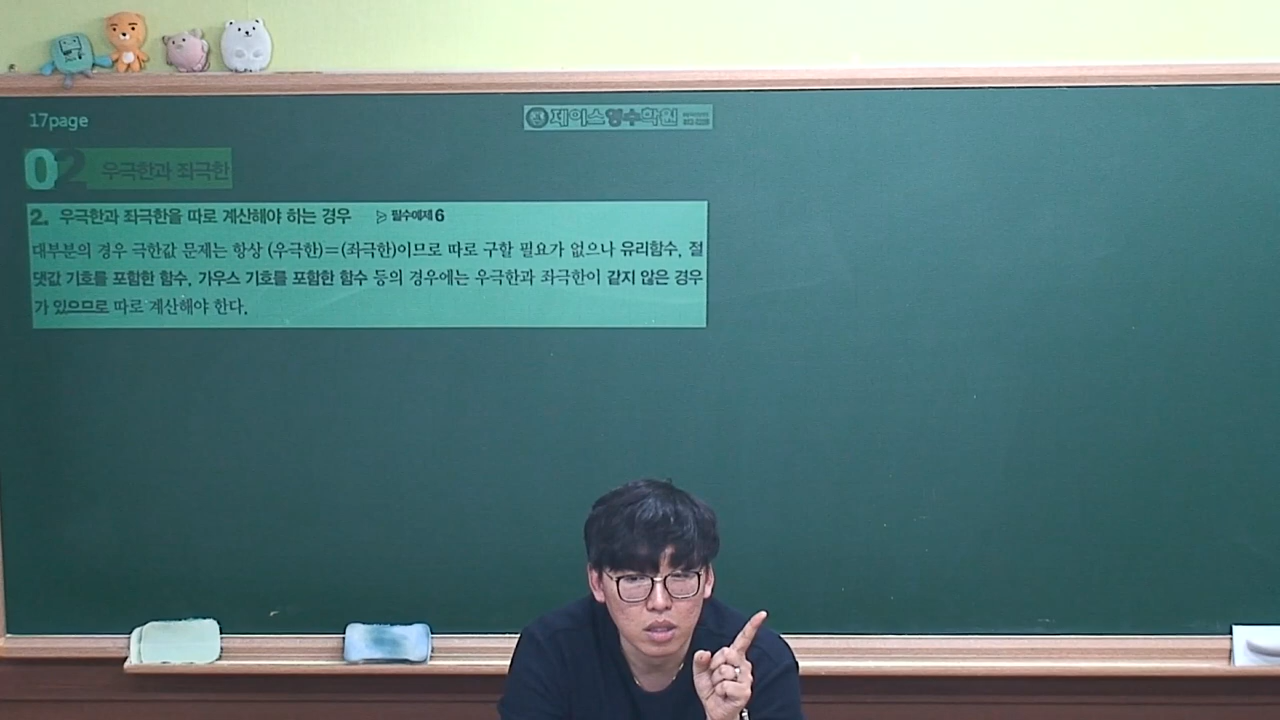 17page
제이스영수학원
02 우극한과 좌극한
2. 우극한과 좌극한을 따로 계산해야 하는 경우 ▷ 필수예제 6
대부분의 경우 극한값 문제는 항상 (우극한)=(좌극한)이므로 따로 구할 필요가 없으나 유리함수, 절
댓값 기호를 포함한 함수, 가우스 기호를 포함한 함수 등의 경우에는 우극한과 좌극한이 같지 않은 경우
가 있으므로 따로 계산해야 한다.